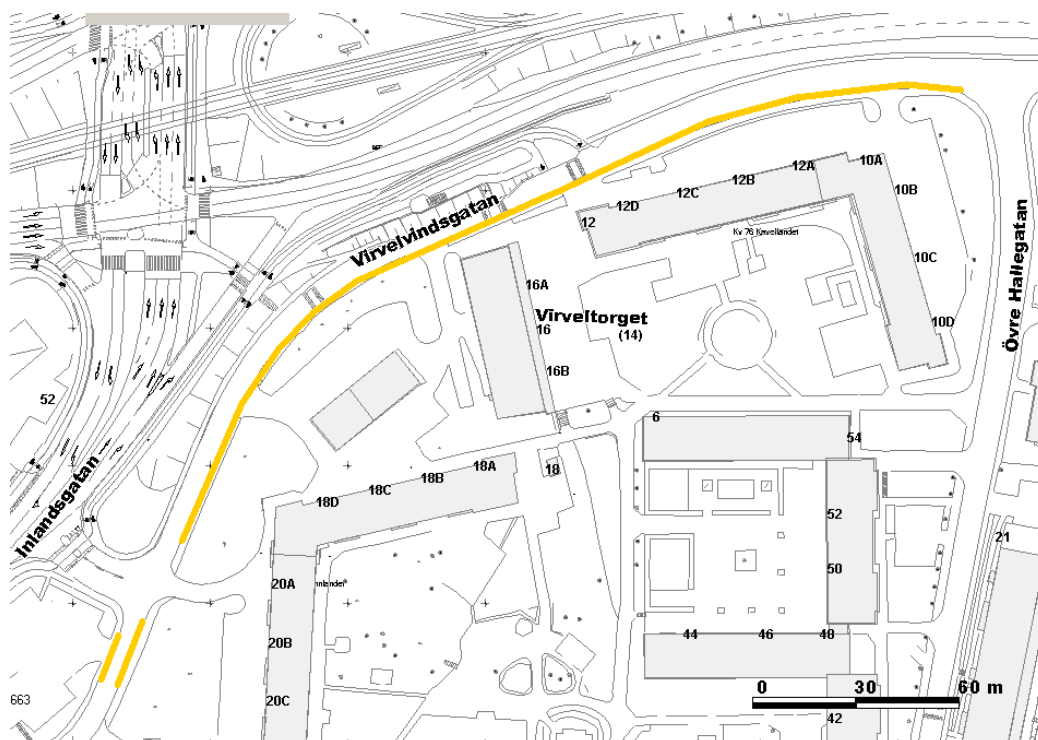 10A
12A
12B
10B
12C
12D
12
Kv 76 Kavellandet
Virvelvindsgatan
10C
16A
Virveltorget
16
(14)
10D
Övre Hallegatan
16B
52
6
54
18A
18
18B
18C
18D
52
Inlandsgatan
21
50
20A
44
46
48
20B
663
20C
0 30 60 m
42